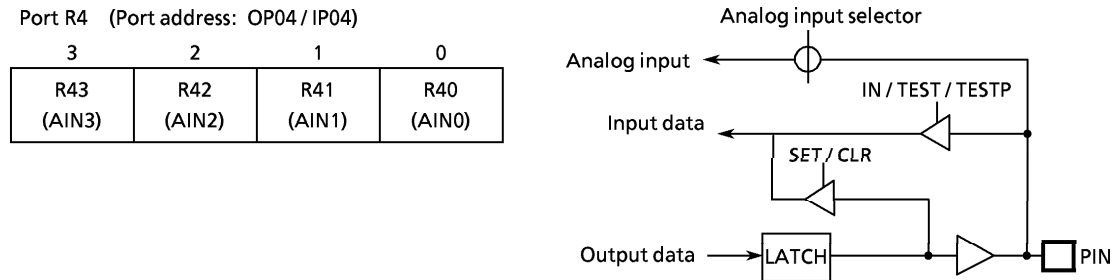 Port R4 (Port address: OP04 / IP04)
3 2 1 0
R43 R42 R41 R40
(AIN3) (AIN2) (AIN1) (AIN0)
Analog input selector
Analog input
IN / TEST / TESTP
Input data
SET / CLR
Output data
LATCH
PIN